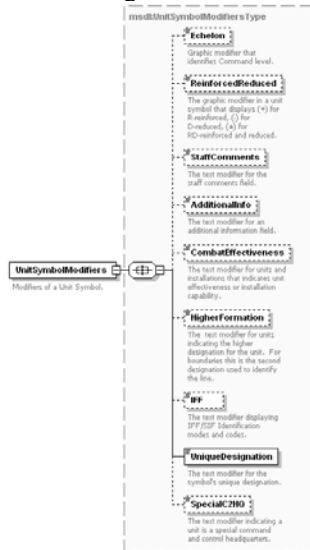 msdl:UnitSymbolModifiersType
Echelon
Graphic modifier that
identifies Command level.
ReinforcedReduced
The graphic modifier in a unit
symbol that displays (+) for
R-reinforced, (-) for
D-reduced, (±) for
RD-reinforced and reduced.
StaffComments
The text modifier for the
staff comments field.
AdditionalInfo
The text modifier for an
additional information field.
CombatEffectiveness
The text modifier for units and
installations that indicates unit
effectiveness or installation
capability.
UnitSymbolModifiers
Modifiers of a Unit Symbol.
HigherFormation
The text modifier for units
indicating the higher
designation for the unit. For
boundaries this is the second
designation used to identify
the line.
IFF
The text modifier displaying
IFF/SIF Identification
modes and codes.
UniqueDesignation
The text modifier for the
symbol's unique designation.
SpecialC2HQ
The text modifier indicating a
unit is a special command
and control headquarters.